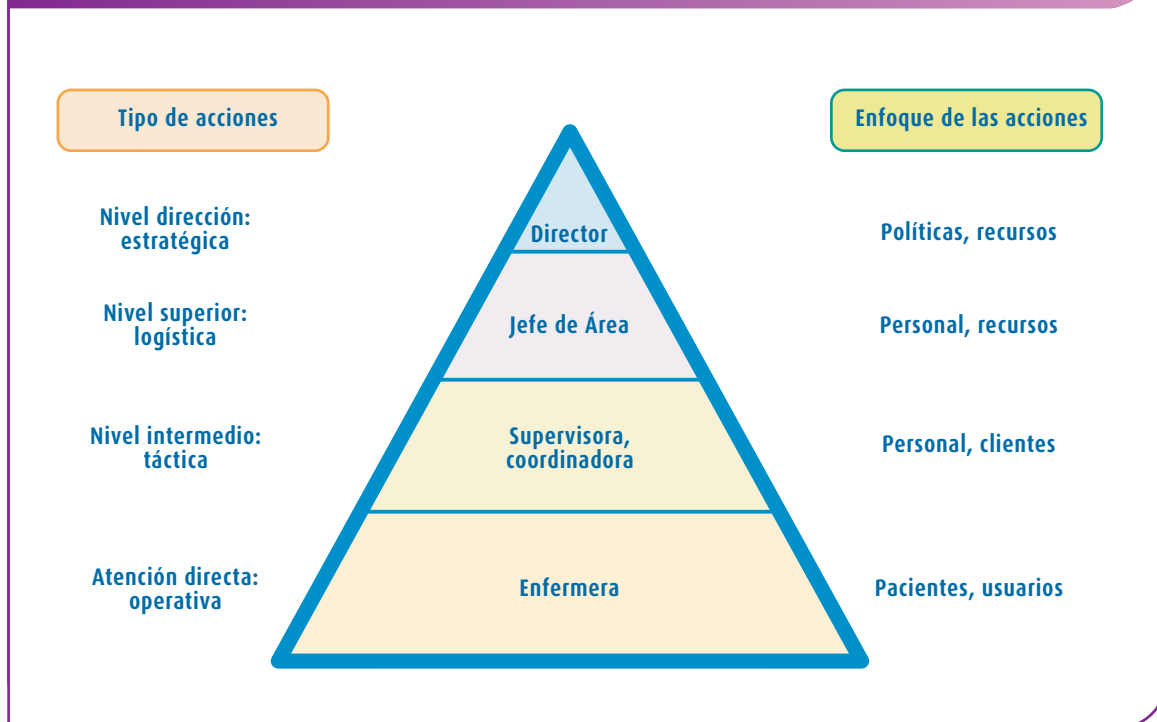 Tipo de acciones
Enfoque de las acciones
Nivel dirección:
estratégica
Director
Políticas, recursos
Nivel superior:
logística
Jefe de Área
Personal, recursos
Nivel intermedio:
táctica
Supervisora,
coordinadora
Personal, clientes
Atención directa:
operativa
Enfermera
Pacientes, usuarios